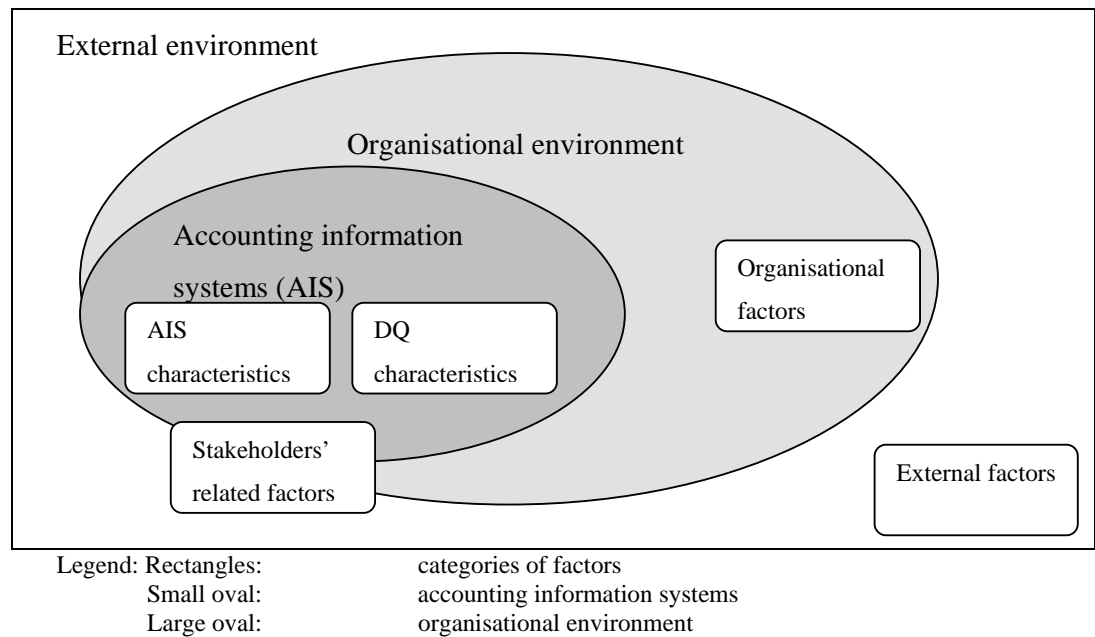 External environment
Organisational environment
Accounting information
systems (AIS)
Organisational
factors
AIS
characteristics
DQ
characteristics
Stakeholders’
related factors
External factors
Legend: Rectangles: categories of factors
Small oval: accounting information systems
Large oval: organisational environment